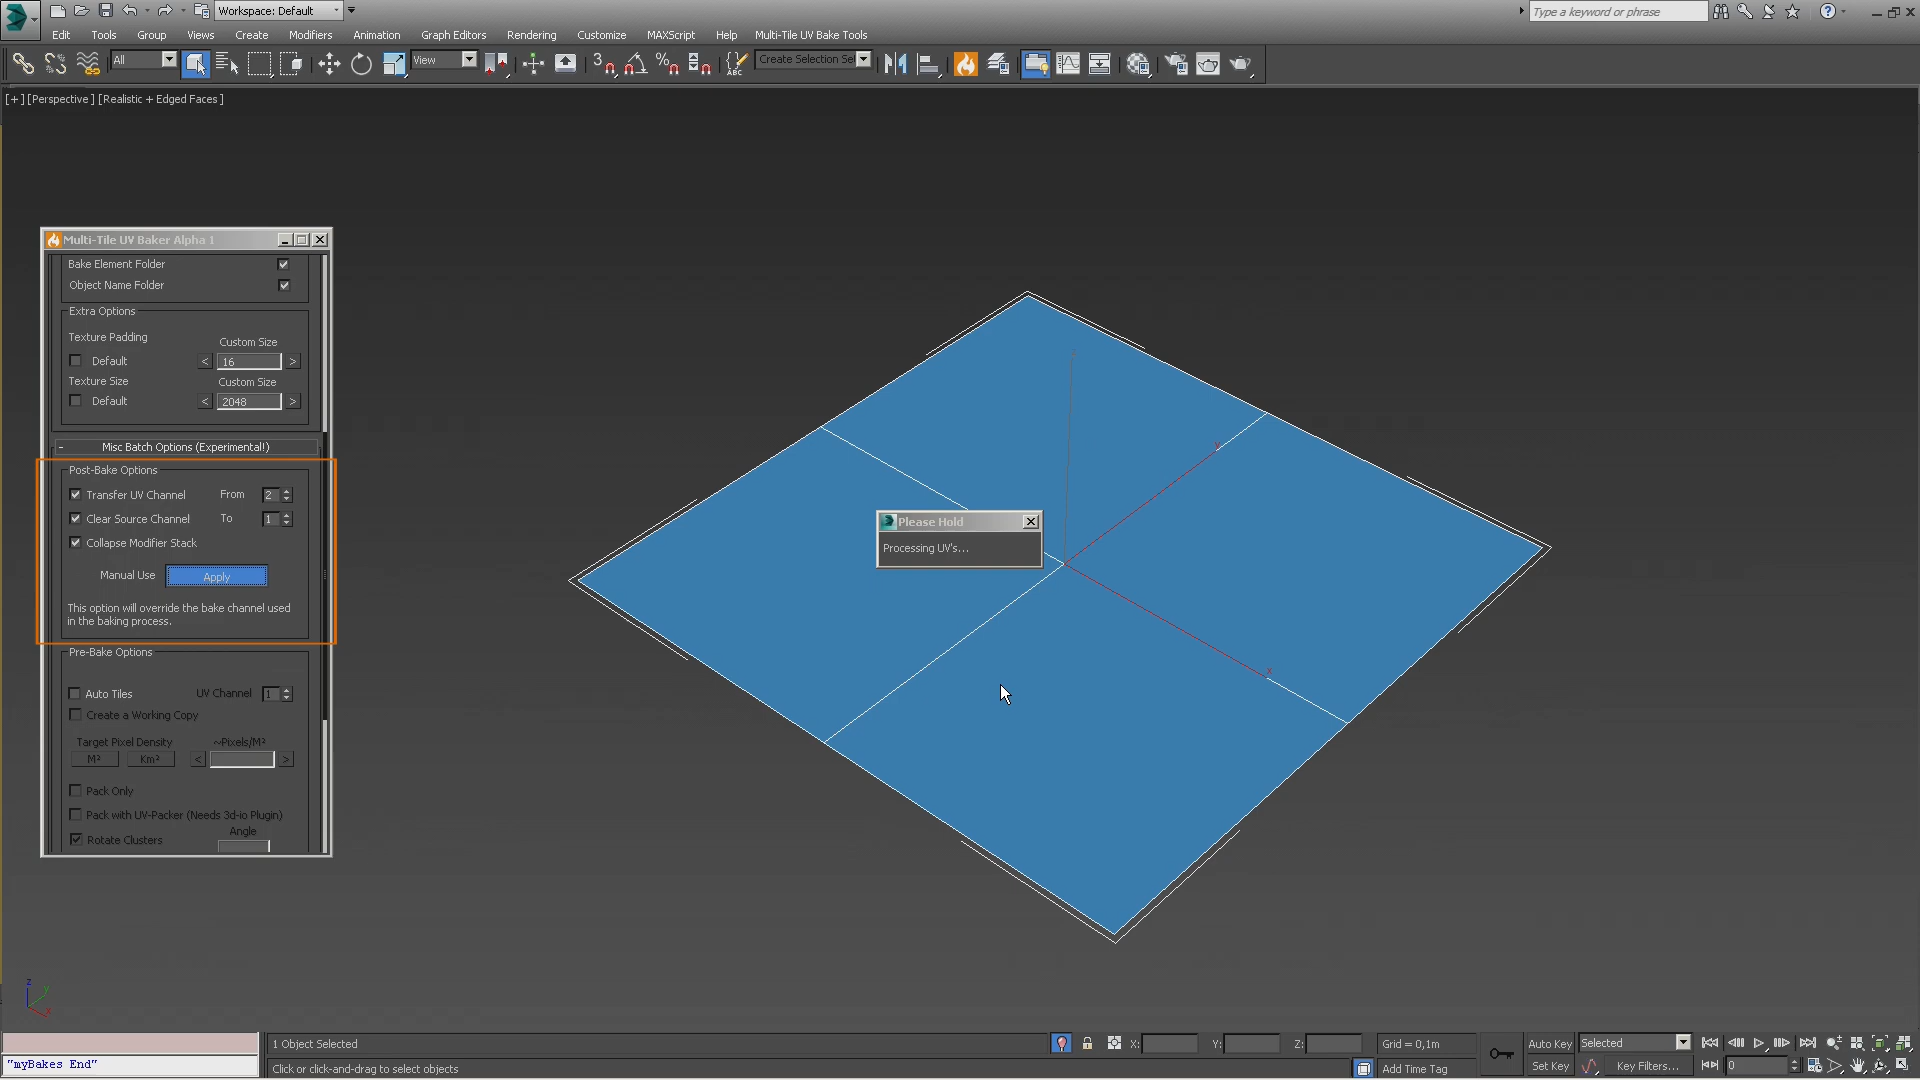 Workspace: Default
Type a keyword or phrase
Edit Tools Group Views Create Modifiers Animation Graph Editors Rendering Customize MAXScript Help Multi-Tile UV Bake Tools
All View 3 % ABC Create Selection Se
[+] [Perspective] [Realistic + Edged Faces]
Multi-Tile UV Baker Alpha 1
Bake Element Folder
Object Name Folder
Extra Options
Texture Padding
Custom Size
Default < 16 >
Texture Size Custom Size
Default < 2048 >
- Misc Batch Options (Experimental!)
Post-Bake Options
Transfer UV Channel From 2
Clear Source Channel To 1
Collapse Modifier Stack
Manual Use Apply
This option will override the bake channel used
in the baking process.
Pre-Bake Options
Auto Tiles UV Channel 1
Create a Working Copy
Target Pixel Density ~Pixels/M²
M² Km² < >
Pack Only
Pack with UV-Packer (Needs 3d-io Plugin)
Angle
Rotate Clusters
Please Hold
Processing UV's...
z
y
x
z
y
x
1 Object Selected X: Y: Z: Grid = 0,1m Auto Key Selected
"myBakes End"
Click or click-and-drag to select objects Add Time Tag Set Key Key Filters... 0